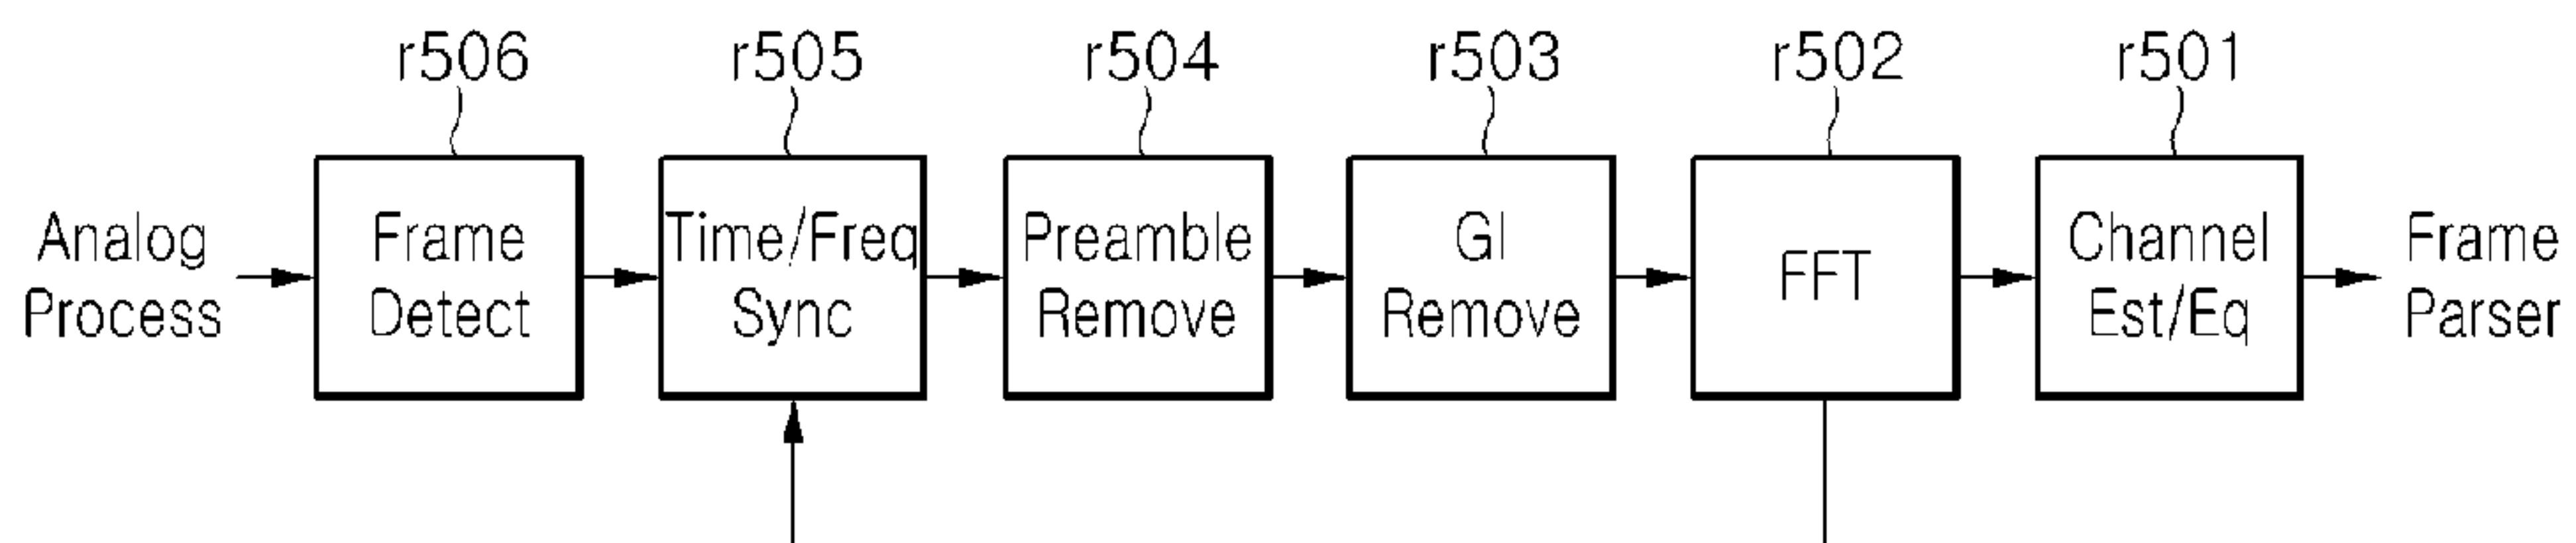 r506
r505
r504
r503
r502
r501
Analog
Process
Frame
Detect
Time/Freq
Sync
Preamble
Remove
GI
Remove
FFT
Channel
Est/Eq
Frame
Parser